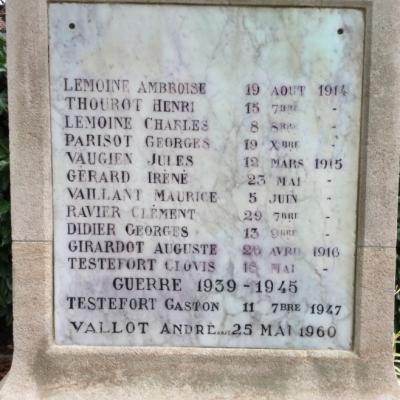 LEMOINE AMBROISE 19 AOUT 1914
THOUROT HENRI 15 7BRE -
LEMOINE CHARLES 8 8BRE -
PARISOT GEORGES 19 XBRE -
VAUGIEN JULES 12 MARS 1915
GÉRARD IRÉNÉ 23 MAI -
VAILLANT MAURICE 5 JUIN -
RAVIER CLÉMENT 29 7BRE -
DIDIER GEORGES 13 9BRE -
GIRARDOT AUGUSTE 20 AVRIL 1916
TESTEFORT CLOVIS 18 MAI -
GUERRE 1939-1945
TESTEFORT GASTON 11 7BRE 1947
VALLOT ANDRÉ 25 MAI 1960